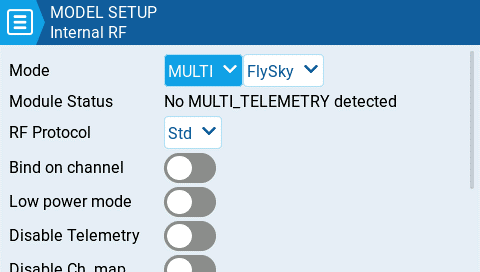 MODEL SETUP
Internal RF
Mode MULTI FlySky
Module Status No MULTI_TELEMETRY detected
RF Protocol Std
Bind on channel
Low power mode
Disable Telemetry
Disable Ch. map